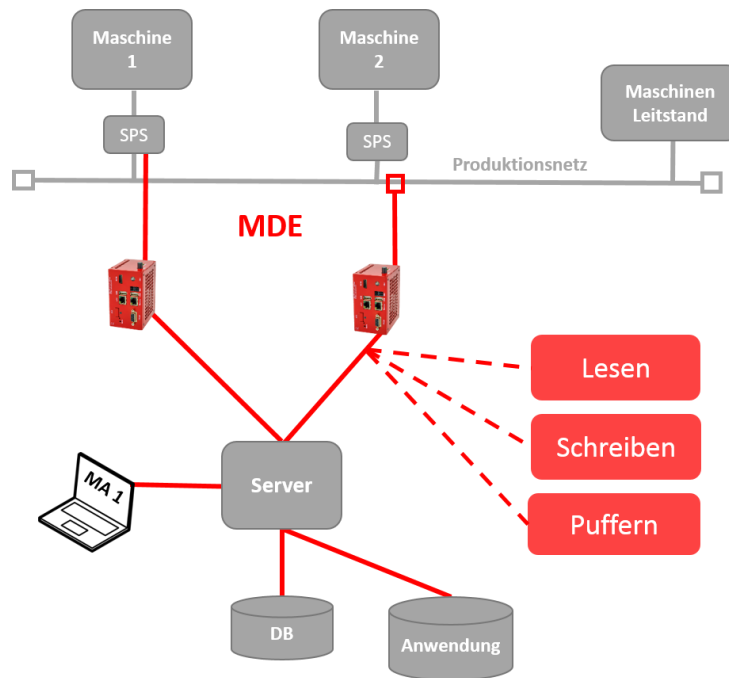 Maschine
1
Maschine
2
Maschinen
Leitstand
SPS
SPS
Produktionsnetz
MDE
Lesen
Schreiben
Puffern
MA 1
Server
DB
Anwendung